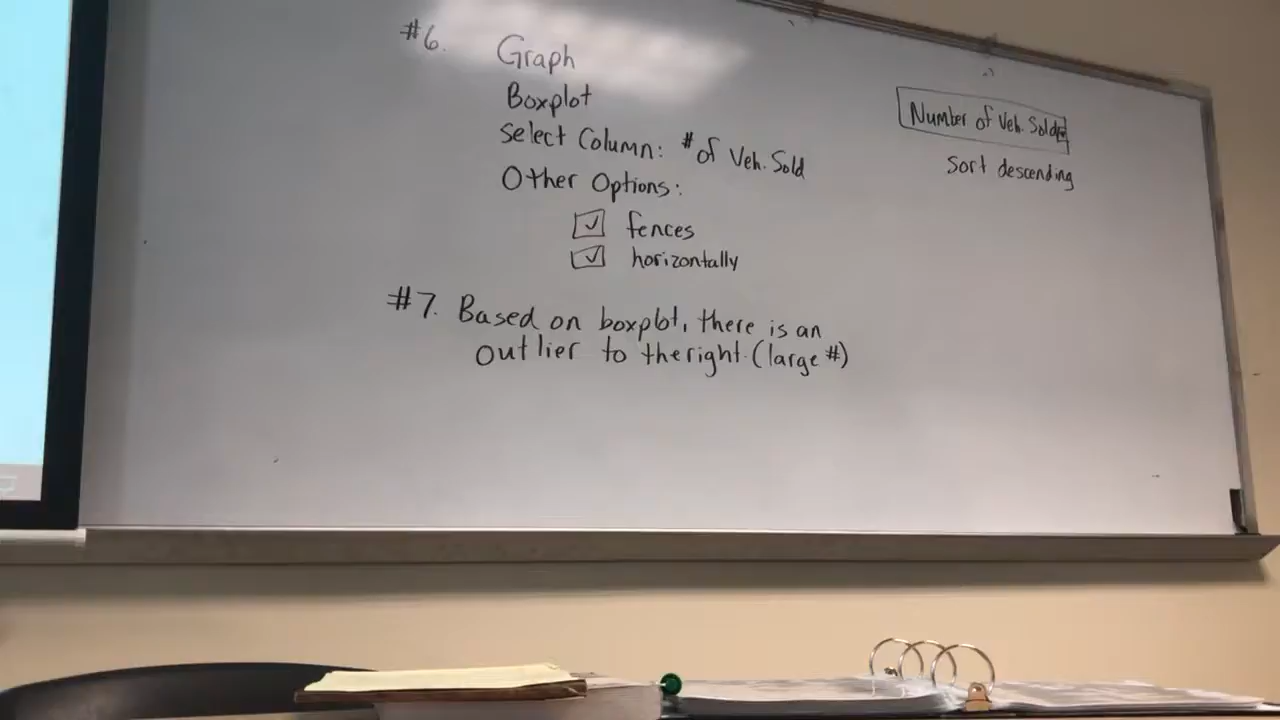 #6. Graph
Boxplot
Select Column: # of Veh. Sold
Other Options:
☑ fences
☑ horizontally
#7. Based on boxplot, there is an
outlier to the right (large #)
Number of Veh. Sold
Sort descending